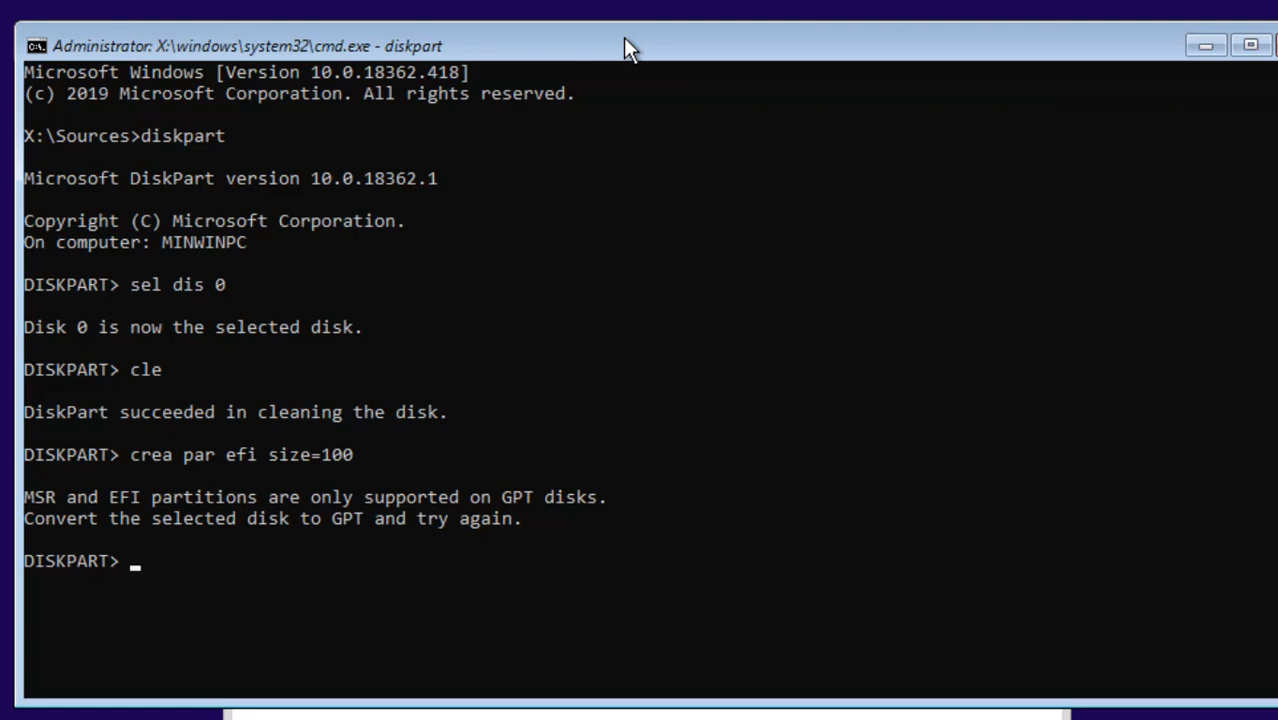 Administrator: X:\windows\system32\cmd.exe - diskpart
Microsoft Windows [Version 10.0.18362.418]
(c) 2019 Microsoft Corporation. All rights reserved.
X:\Sources>diskpart
Microsoft DiskPart version 10.0.18362.1
Copyright (C) Microsoft Corporation.
On computer: MINWINPC
DISKPART> sel dis 0
Disk 0 is now the selected disk.
DISKPART> cle
DiskPart succeeded in cleaning the disk.
DISKPART> crea par efi size=100
MSR and EFI partitions are only supported on GPT disks.
Convert the selected disk to GPT and try again.
DISKPART> _